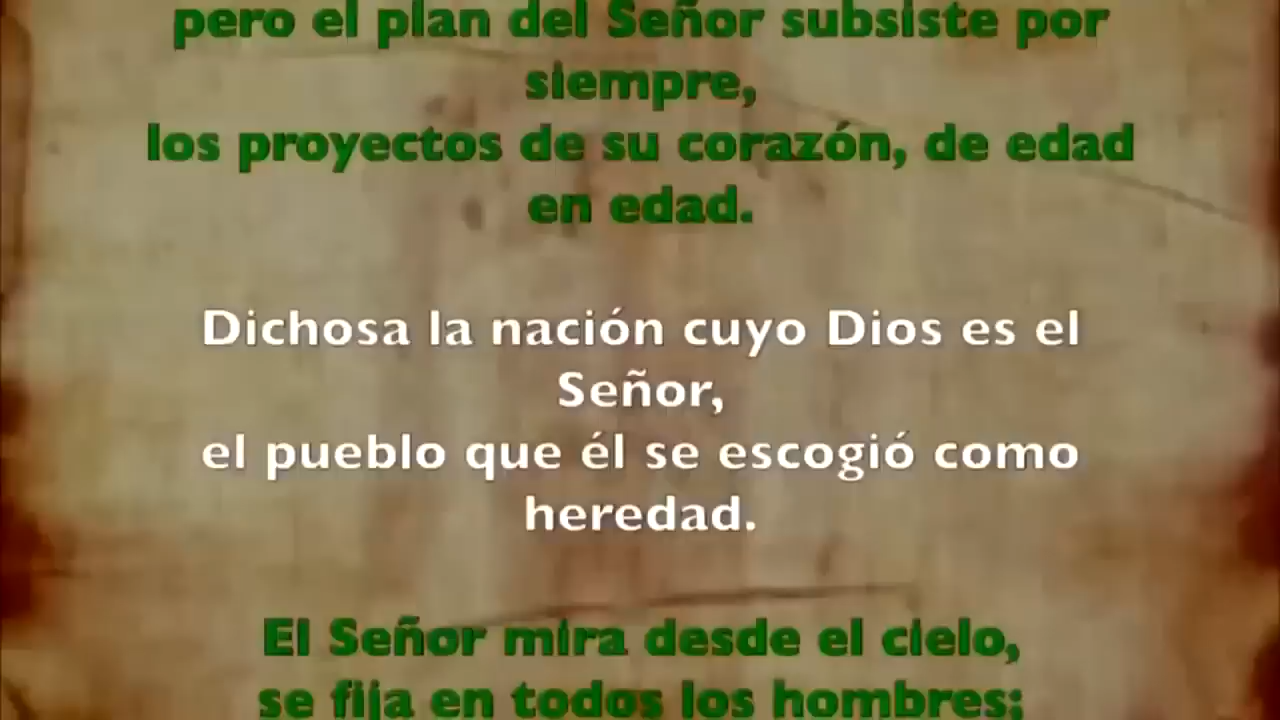 pero el plan del Señor subsiste por
siempre,
los proyectos de su corazón, de edad
en edad.
Dichosa la nación cuyo Dios es el
Señor,
el pueblo que él se escogió como
heredad.
El Señor mira desde el cielo,
se fija en todos los hombres;